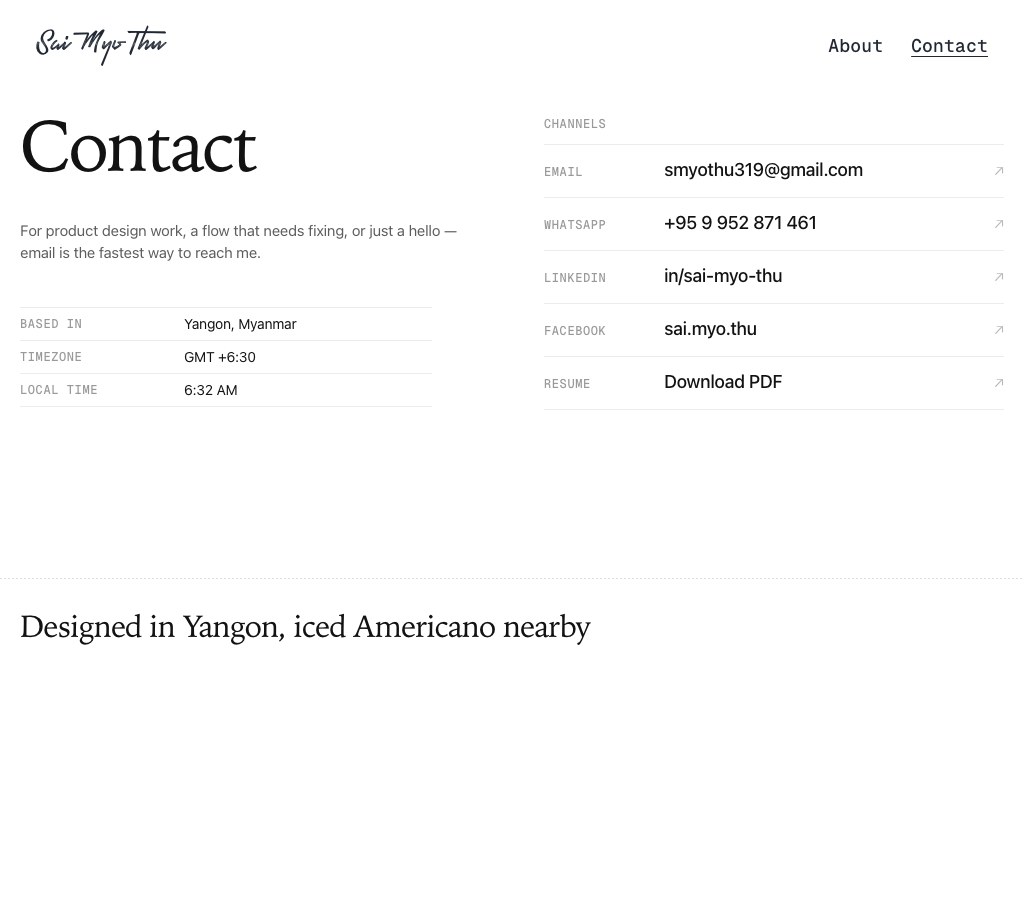 Sai Myo Thu
About
Contact
Contact
For product design work, a flow that needs fixing, or just a hello —
email is the fastest way to reach me.
BASED IN Yangon, Myanmar
TIMEZONE GMT +6:30
LOCAL TIME 6:32 AM
CHANNELS
EMAIL smyothu319@gmail.com
WHATSAPP +95 9 952 871 461
LINKEDIN in/sai-myo-thu
FACEBOOK sai.myo.thu
RESUME Download PDF
Designed in Yangon, iced Americano nearby